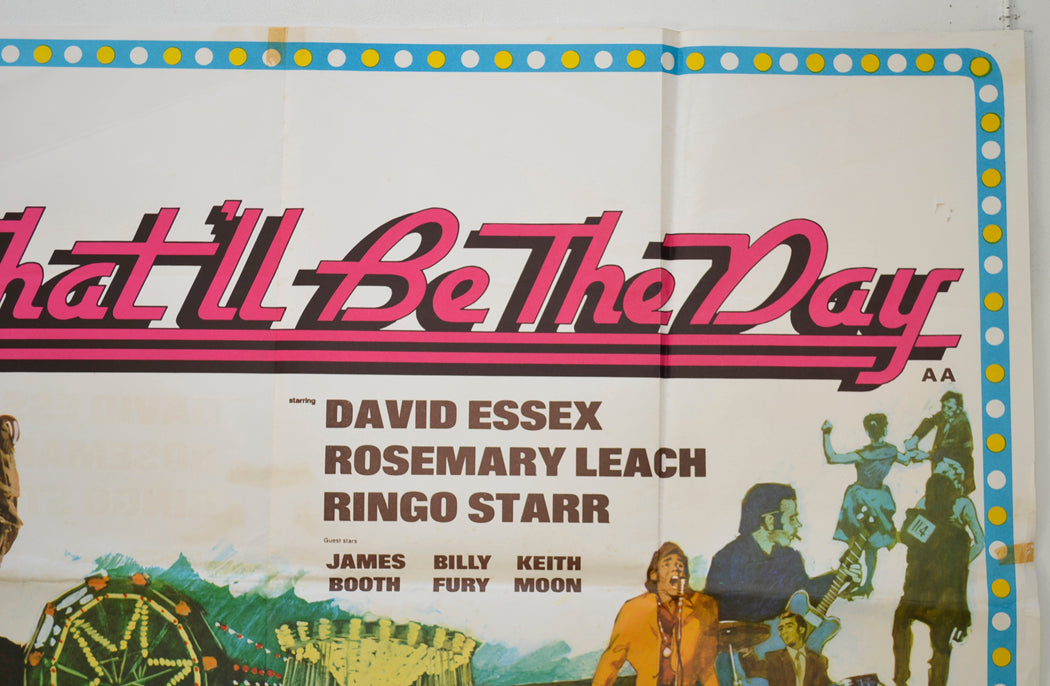 hat'll Be The Day
AA
starring
DAVID ESSEX
ROSEMARY LEACH
RINGO STARR
Guest stars
JAMES BOOTH
BILLY FURY
KEITH MOON
114